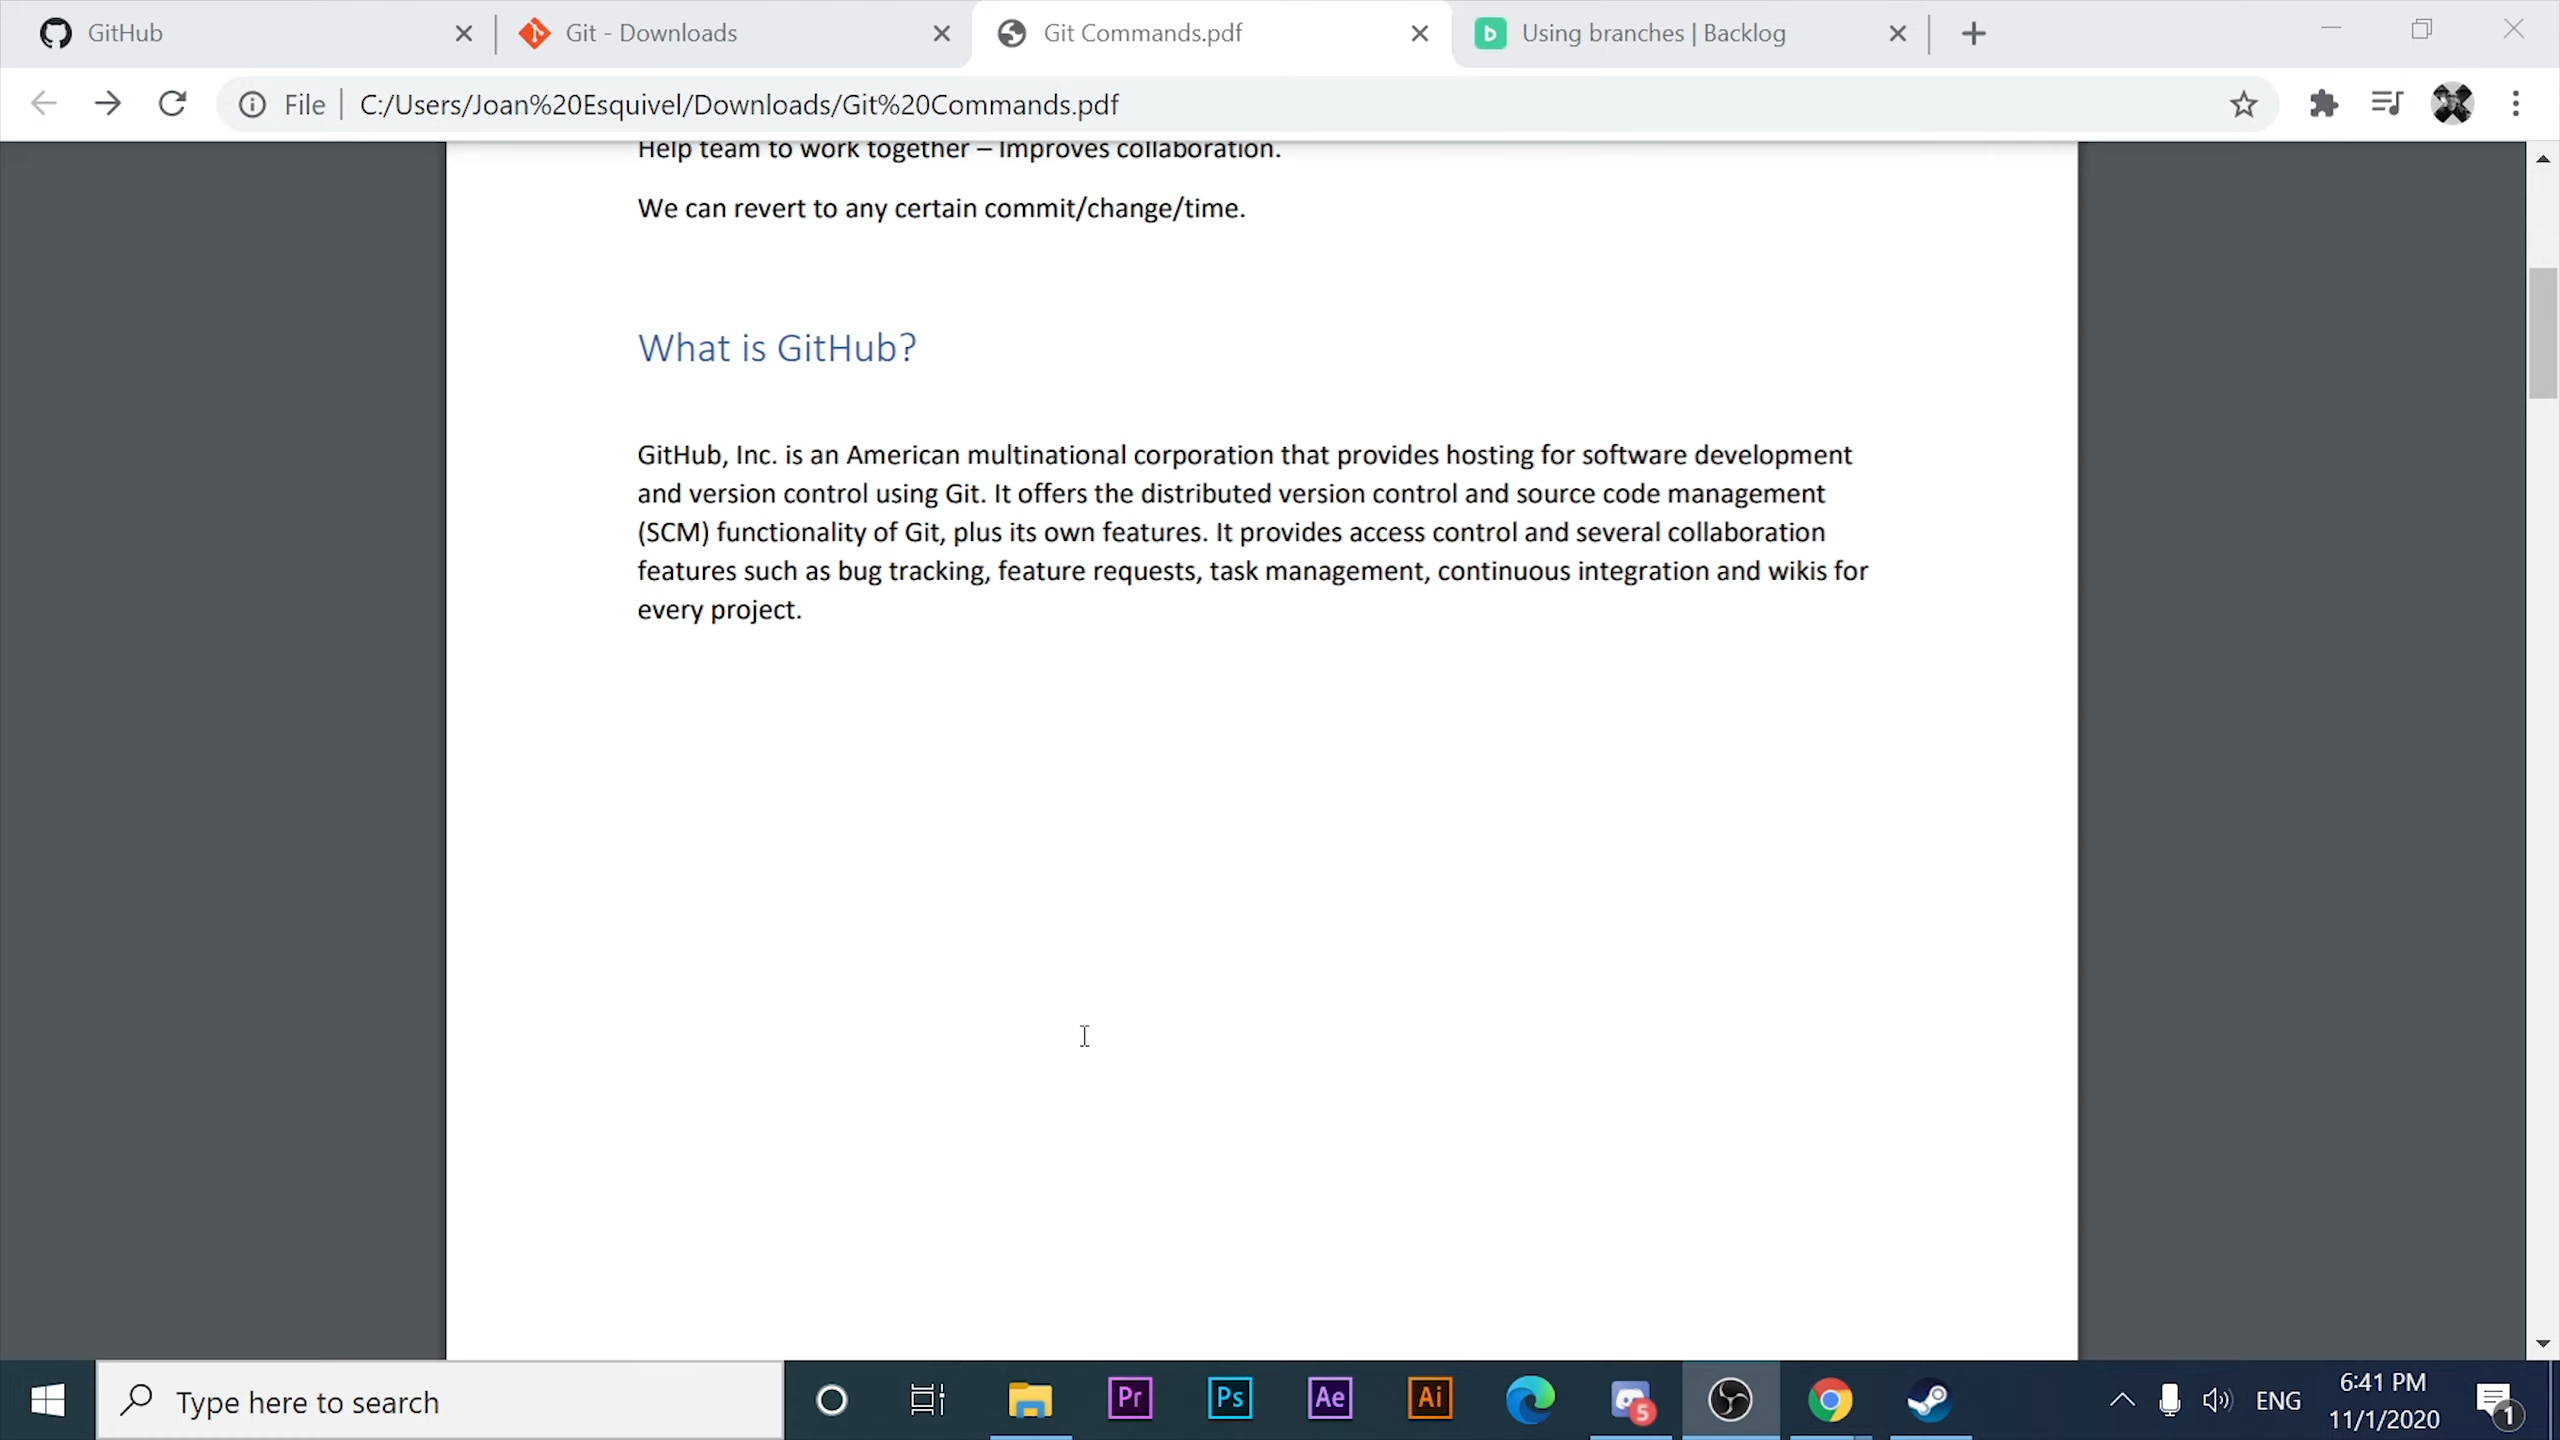 GitHub
Git - Downloads
Git Commands.pdf
Using branches | Backlog
File
C:/Users/Joan%20Esquivel/Downloads/Git%20Commands.pdf
Help team to work together – Improves collaboration.
We can revert to any certain commit/change/time.
What is GitHub?
GitHub, Inc. is an American multinational corporation that provides hosting for software development
and version control using Git. It offers the distributed version control and source code management
(SCM) functionality of Git, plus its own features. It provides access control and several collaboration
features such as bug tracking, feature requests, task management, continuous integration and wikis for
every project.
Type here to search
Pr
Ps
Ae
Ai
5
ENG
6:41 PM
11/1/2020
1